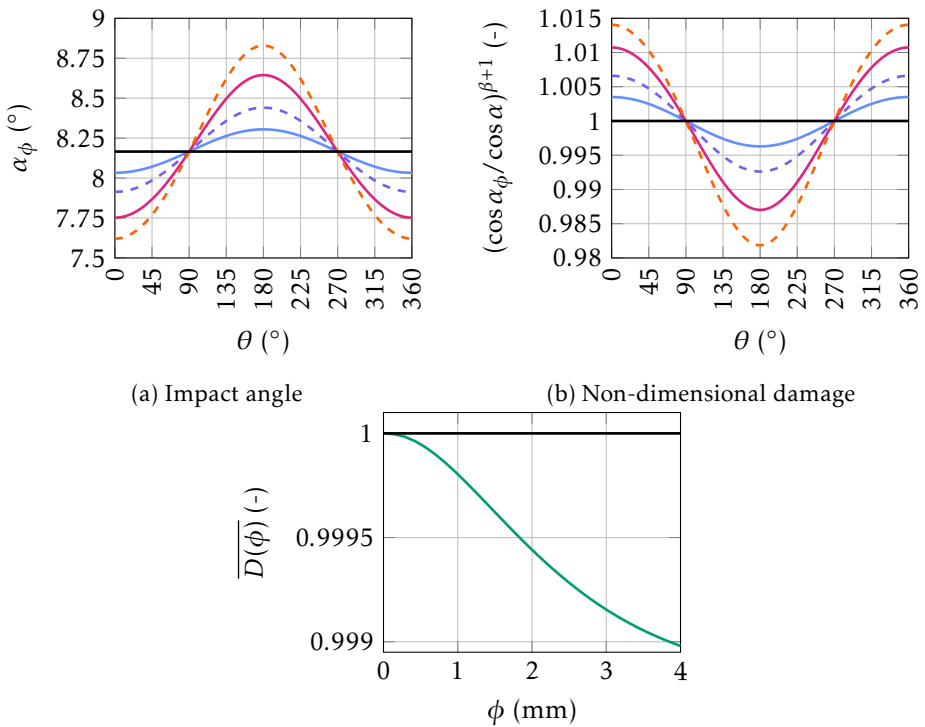 9
8.75
8.5
8.25
8
7.75
7.5
α_ϕ (°)
0 45 90 135 180 225 270 315 360
θ (°)
(a) Impact angle
1.015
1.01
1.005
1
0.995
0.99
0.985
0.98
(cos α_ϕ/cos α)^{β+1} (-)
0 45 90 135 180 225 270 315 360
θ (°)
(b) Non-dimensional damage
1
0.9995
0.999
D(ϕ) (-)
0 1 2 3 4
ϕ (mm)